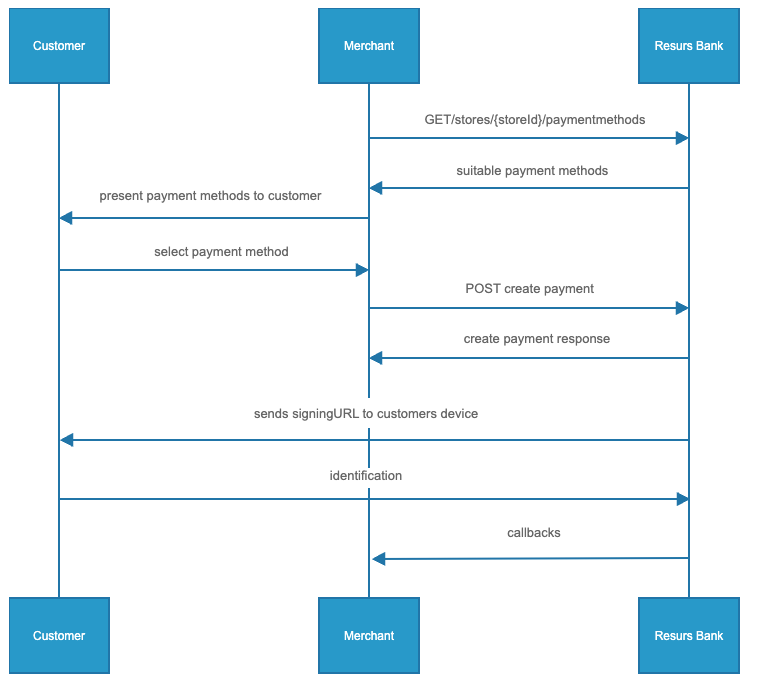 Customer
Merchant
Resurs Bank
GET/stores/{storeId}/paymentmethods
suitable payment methods
present payment methods to customer
select payment method
POST create payment
create payment response
sends signingURL to customers device
identification
callbacks
Customer
Merchant
Resurs Bank